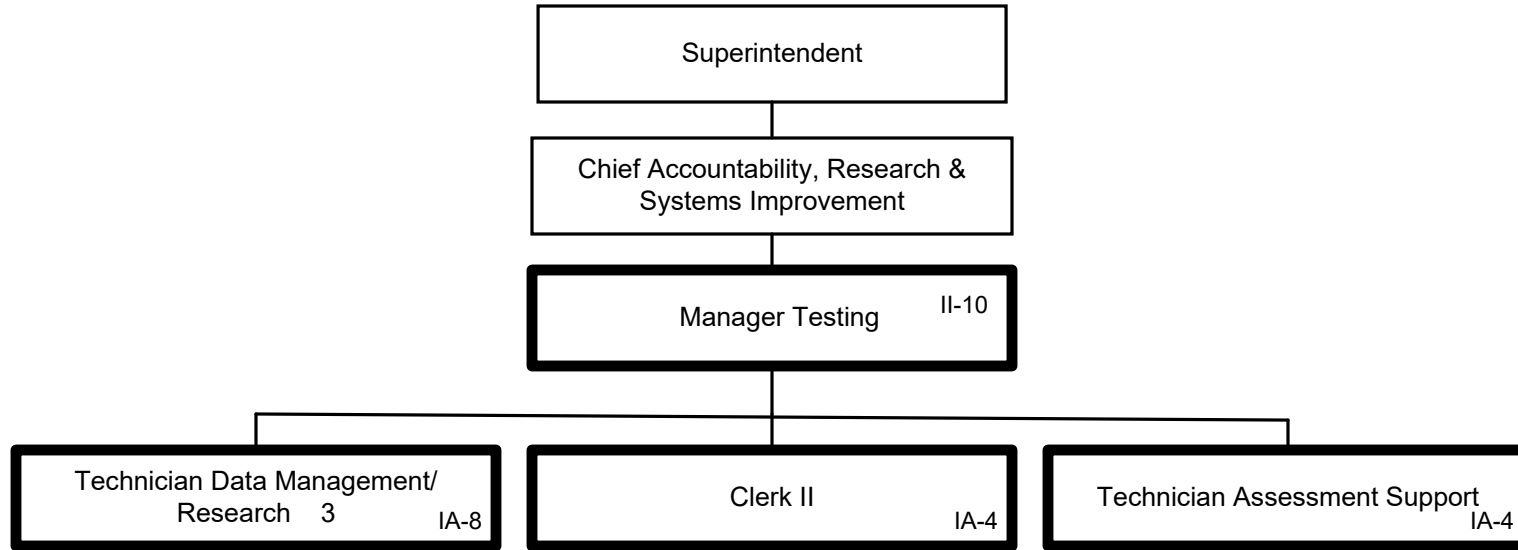 Superintendent
Chief Accountability, Research &
Systems Improvement
Manager Testing II-10
Technician Data Management/
Research 3 IA-8
Clerk II
IA-4
Technician Assessment Support
IA-4